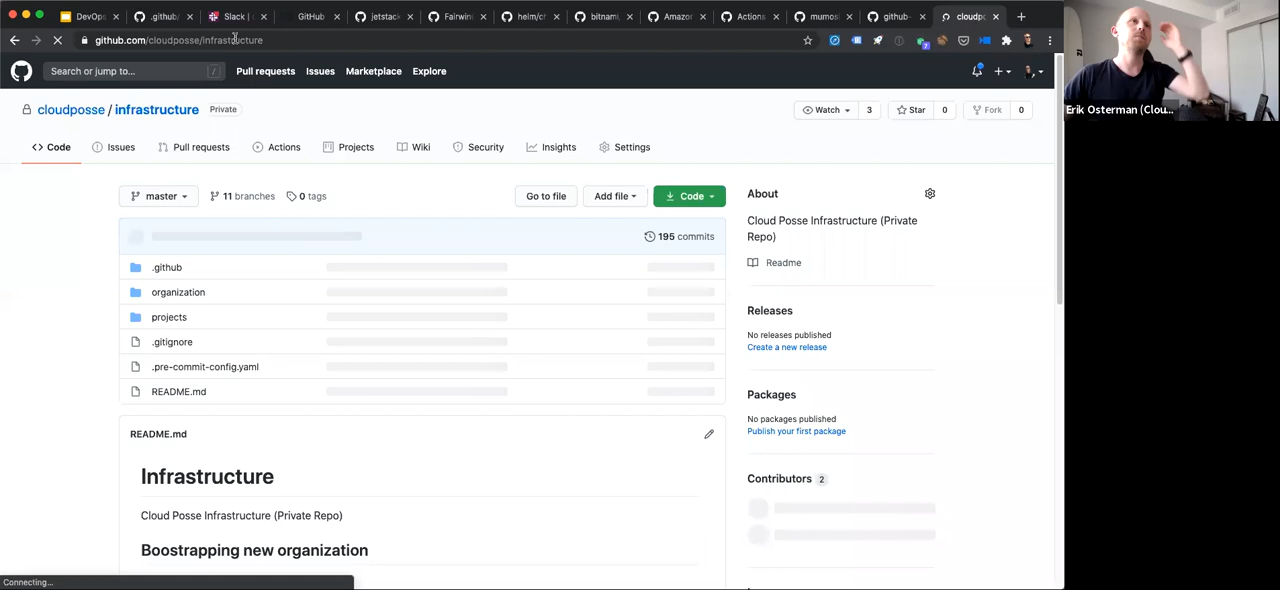 DevOps
.github/
Slack | c
GitHub
jetstack
Fairwin
helm/ch
bitnami,
Amazor
Actions
mumos
github-
cloudpo
github.com/cloudposse/infrastructure
7
Search or jump to...
/
Pull requests
Issues
Marketplace
Explore
cloudposse / infrastructure
Private
Watch
3
Star
0
Fork
0
Code
Issues
Pull requests
Actions
Projects
Wiki
Security
Insights
Settings
master
11 branches
0 tags
Go to file
Add file
Code
195 commits
.github
organization
projects
.gitignore
.pre-commit-config.yaml
README.md
README.md
Infrastructure
Cloud Posse Infrastructure (Private Repo)
Boostrapping new organization
About
Cloud Posse Infrastructure (Private
Repo)
Readme
Releases
No releases published
Create a new release
Packages
No packages published
Publish your first package
Contributors 2
Connecting...
Erik Osterman (Clou...